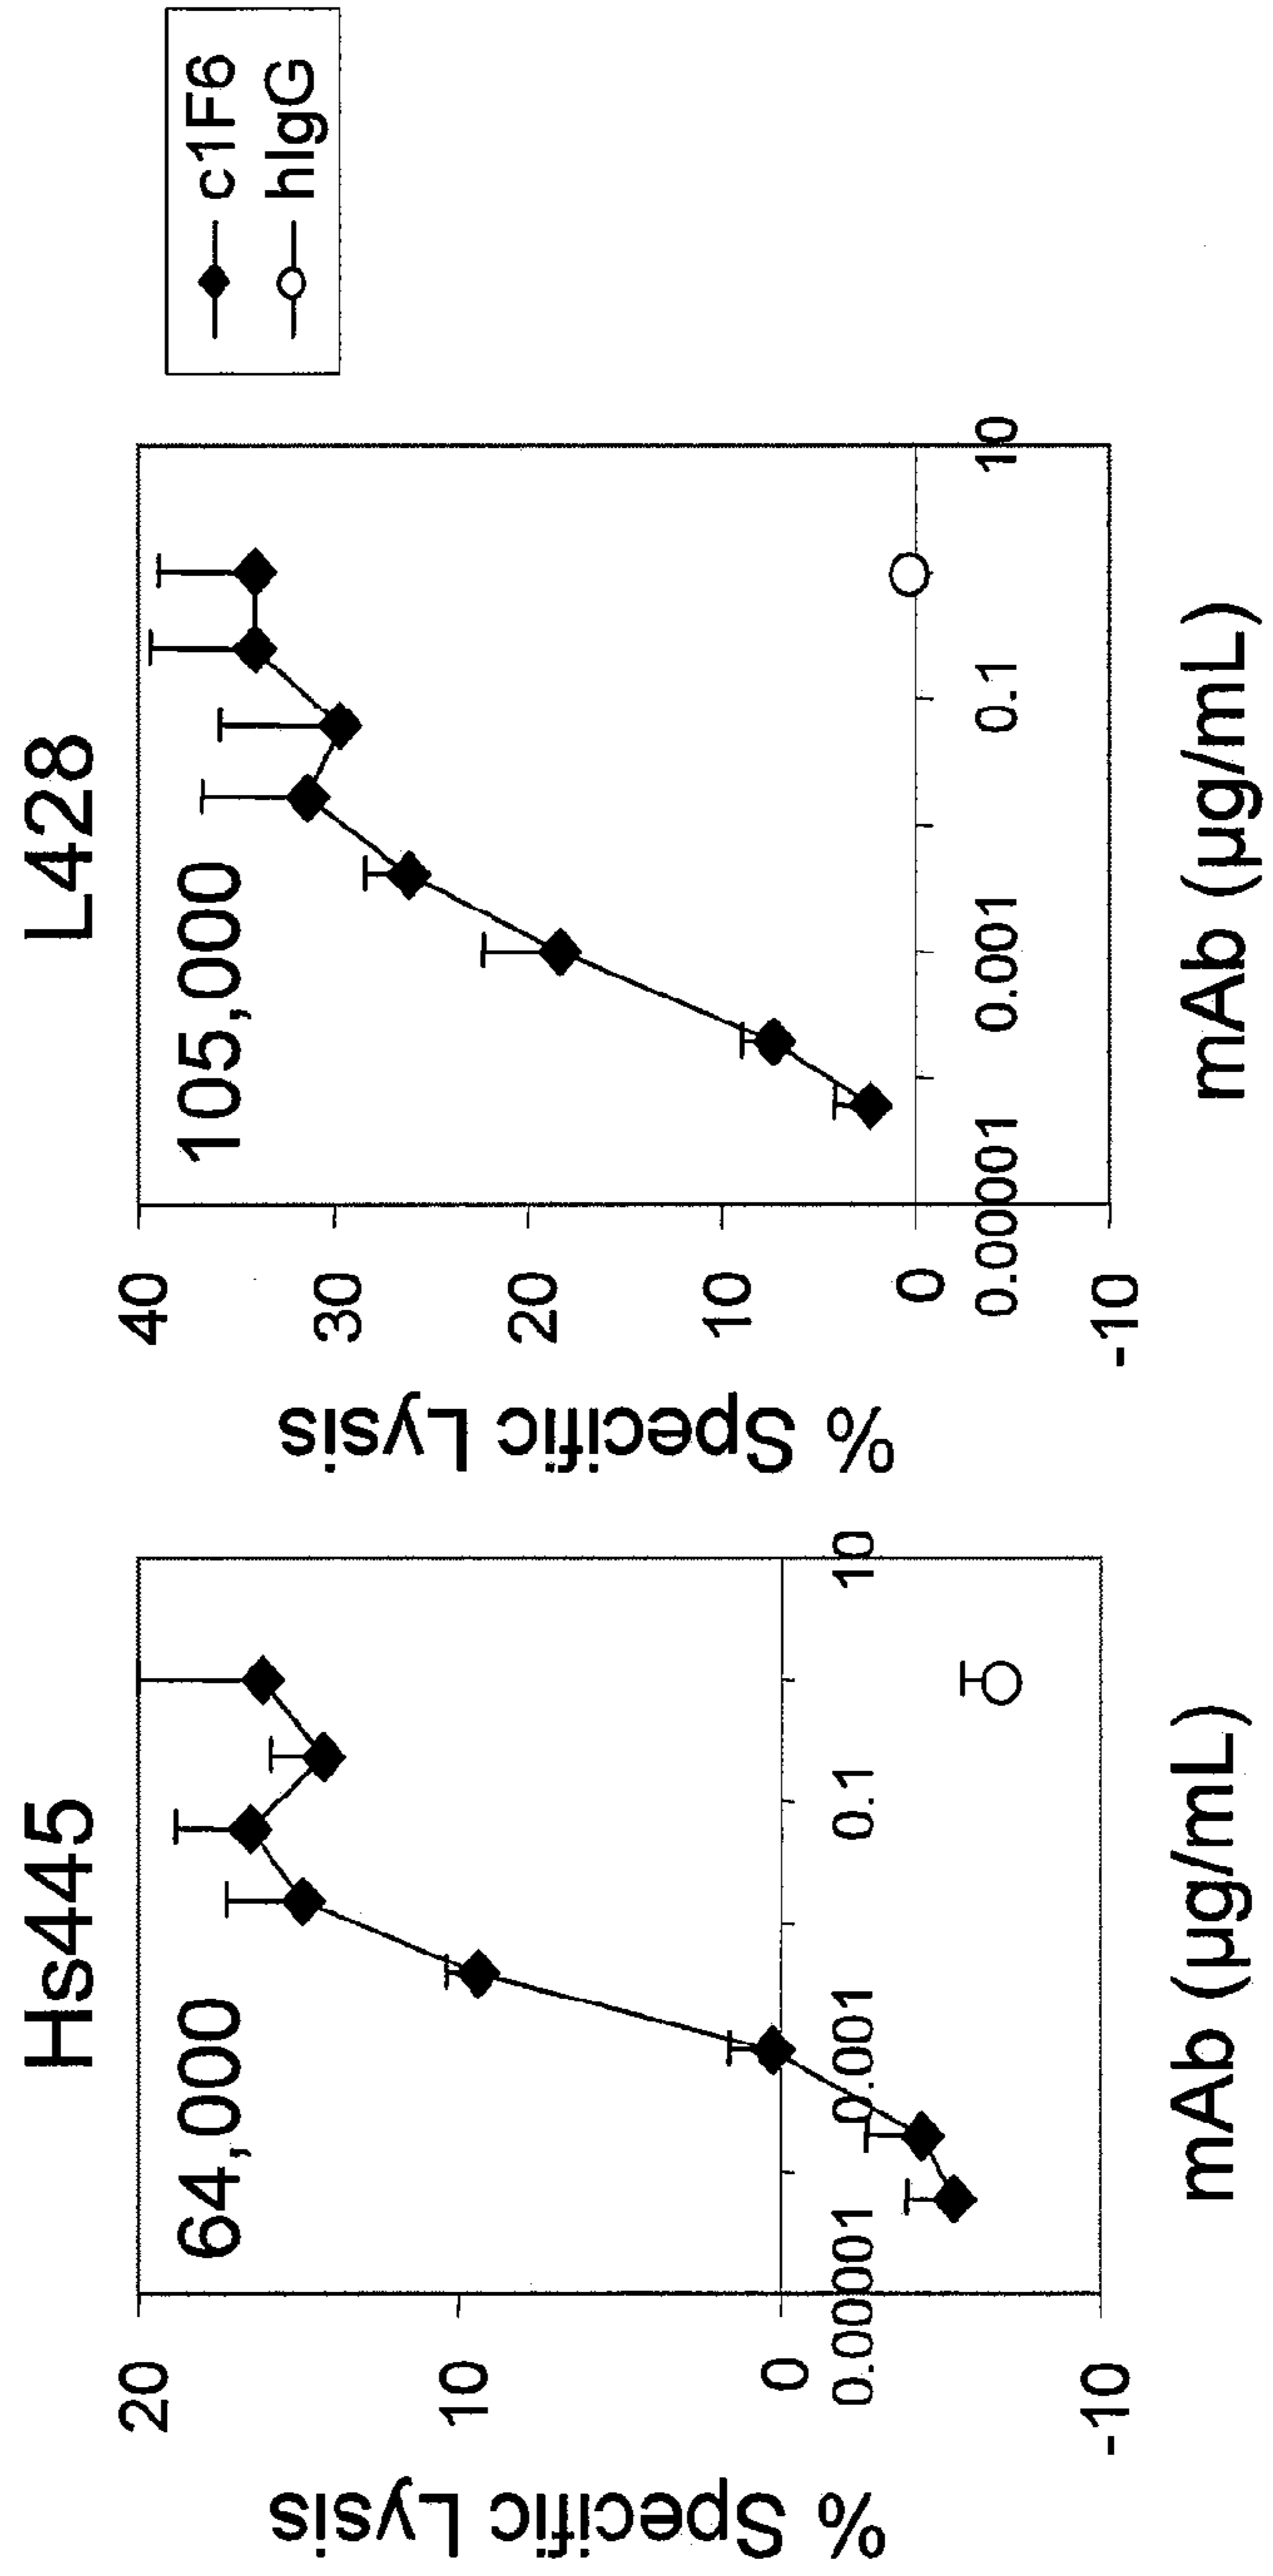 Hs445
64,000
% Specific Lysis
20
10
0
-10
0.00001
0.001
0.1
10
mAb (µg/mL)
L428
105,000
% Specific Lysis
40
30
20
10
0
-10
0.00001
0.001
0.1
10
mAb (µg/mL)
c1F6
hIgG